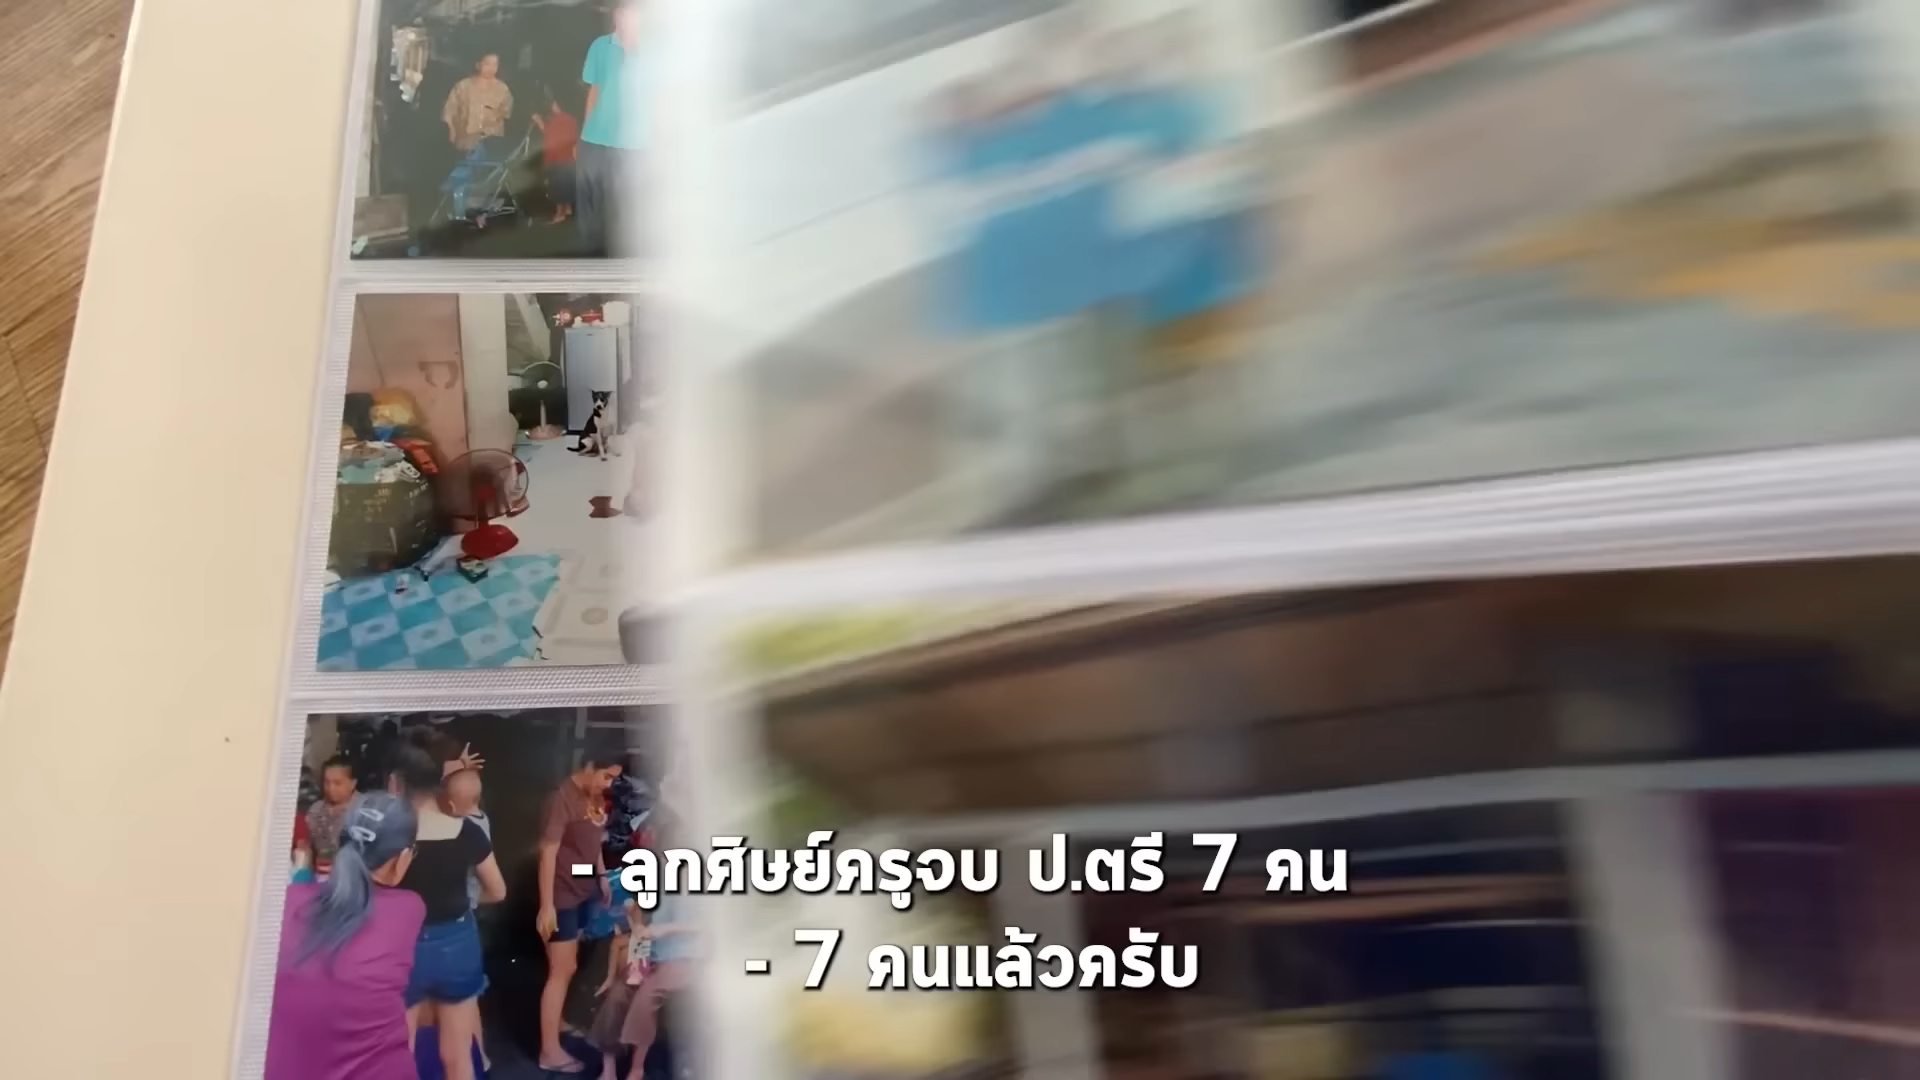 - ลูกศิษย์ครูจบ ป.ตรี 7 คน
- 7 คนแล้วครับ